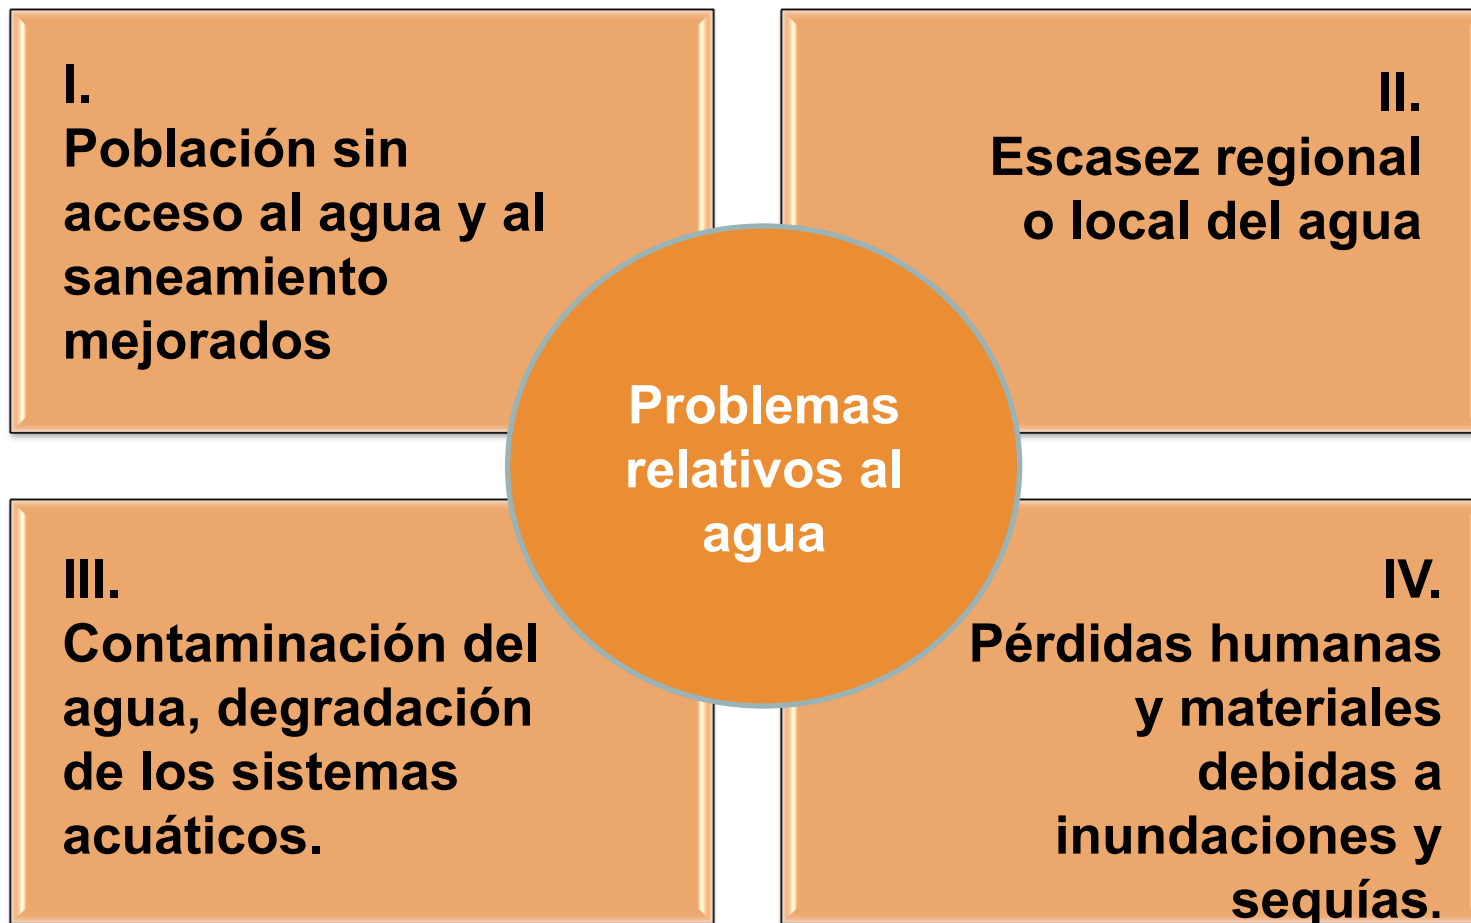 I.
Población sin
acceso al agua y al
saneamiento
mejorados
II.
Escasez regional
o local del agua
Problemas
relativos al
agua
III.
Contaminación del
agua, degradación
de los sistemas
acuáticos.
IV.
Pérdidas humanas
y materiales
debidas a
inundaciones y
sequías.